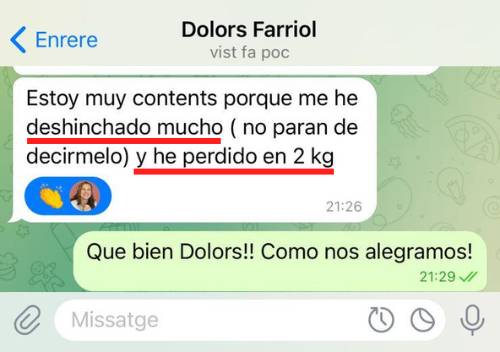 Enrere
Dolors Farriol
vist fa poc
Estoy muy contents porque me he
deshinchado mucho ( no paran de
decirmelo) y he perdido en 2 kg
21:26
Que bien Dolors!! Como nos alegramos!
21:29
Missatge